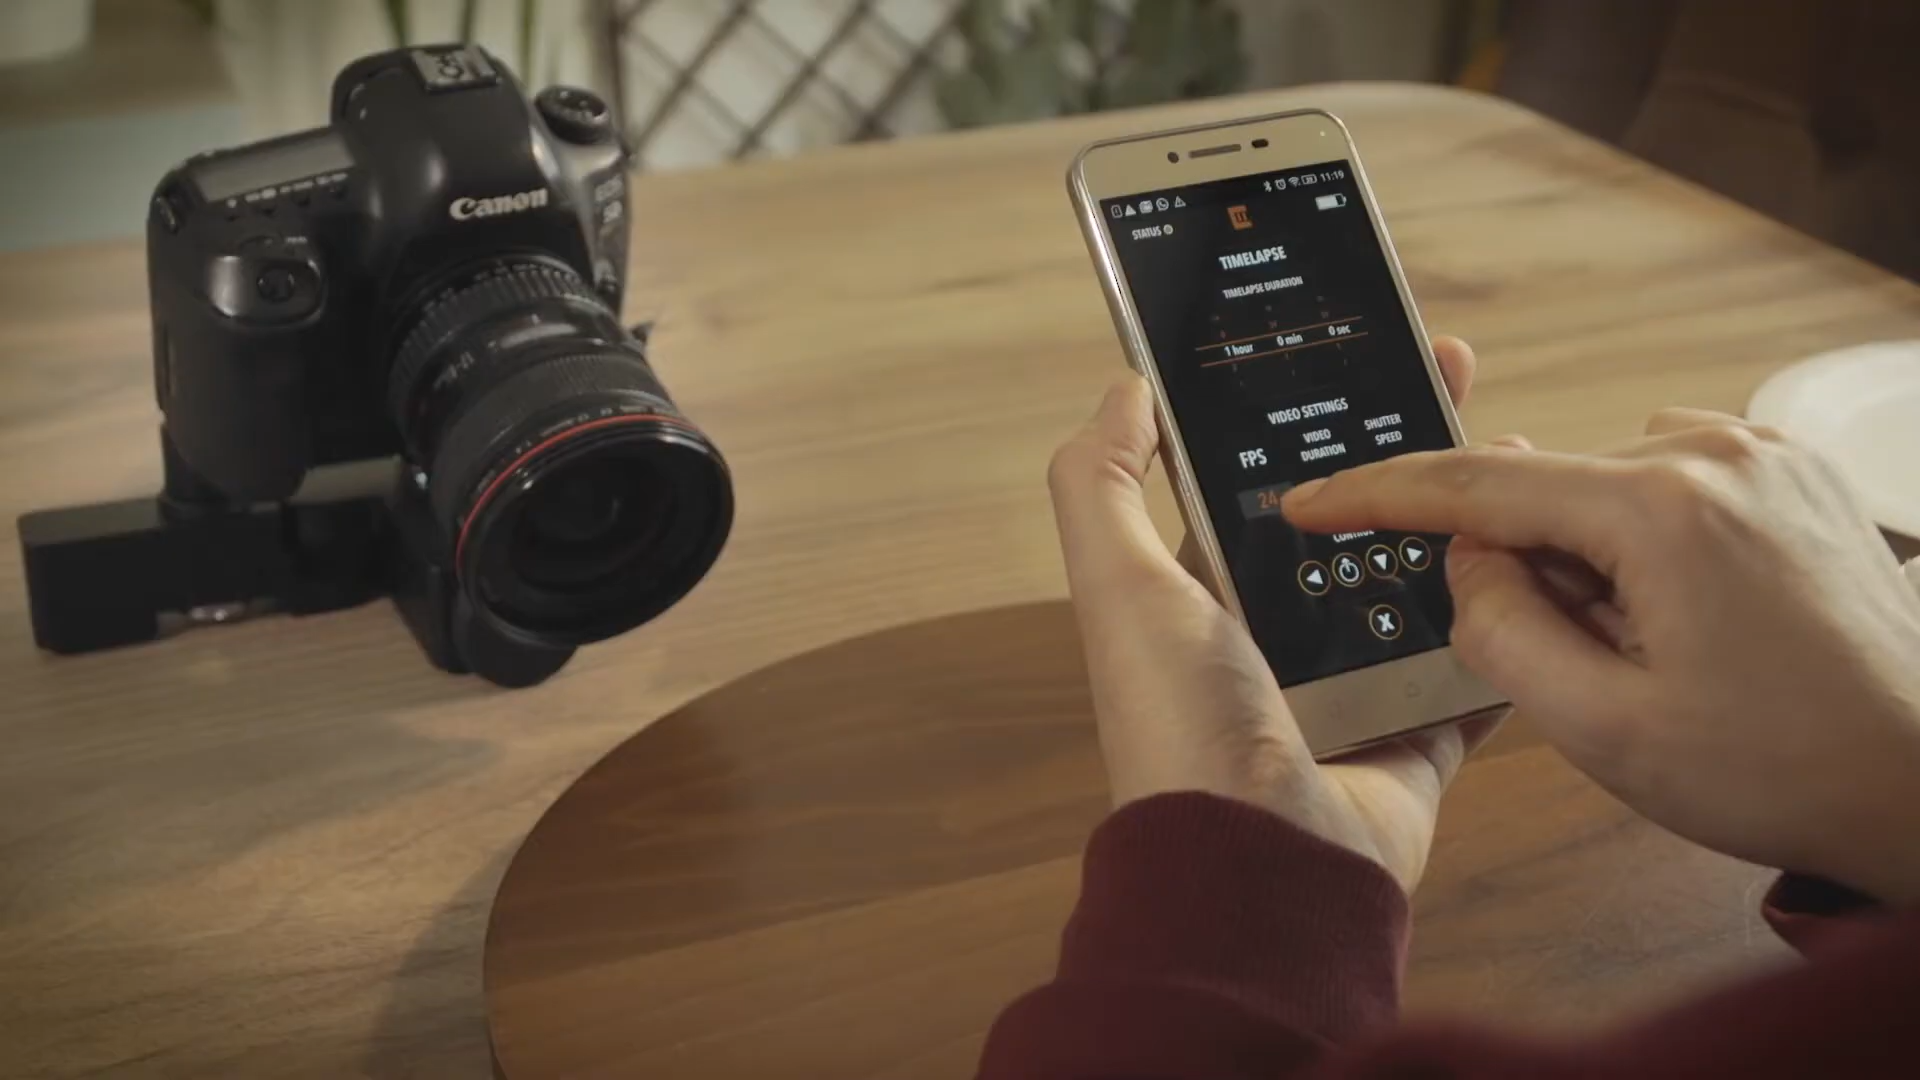 Canon
11:19
STATUS
TIMELAPSE
TIMELAPSE DURATION
1 hour 0 min 0 sec
VIDEO SETTINGS
FPS
VIDEO
DURATION
SHUTTER
SPEED
24
X